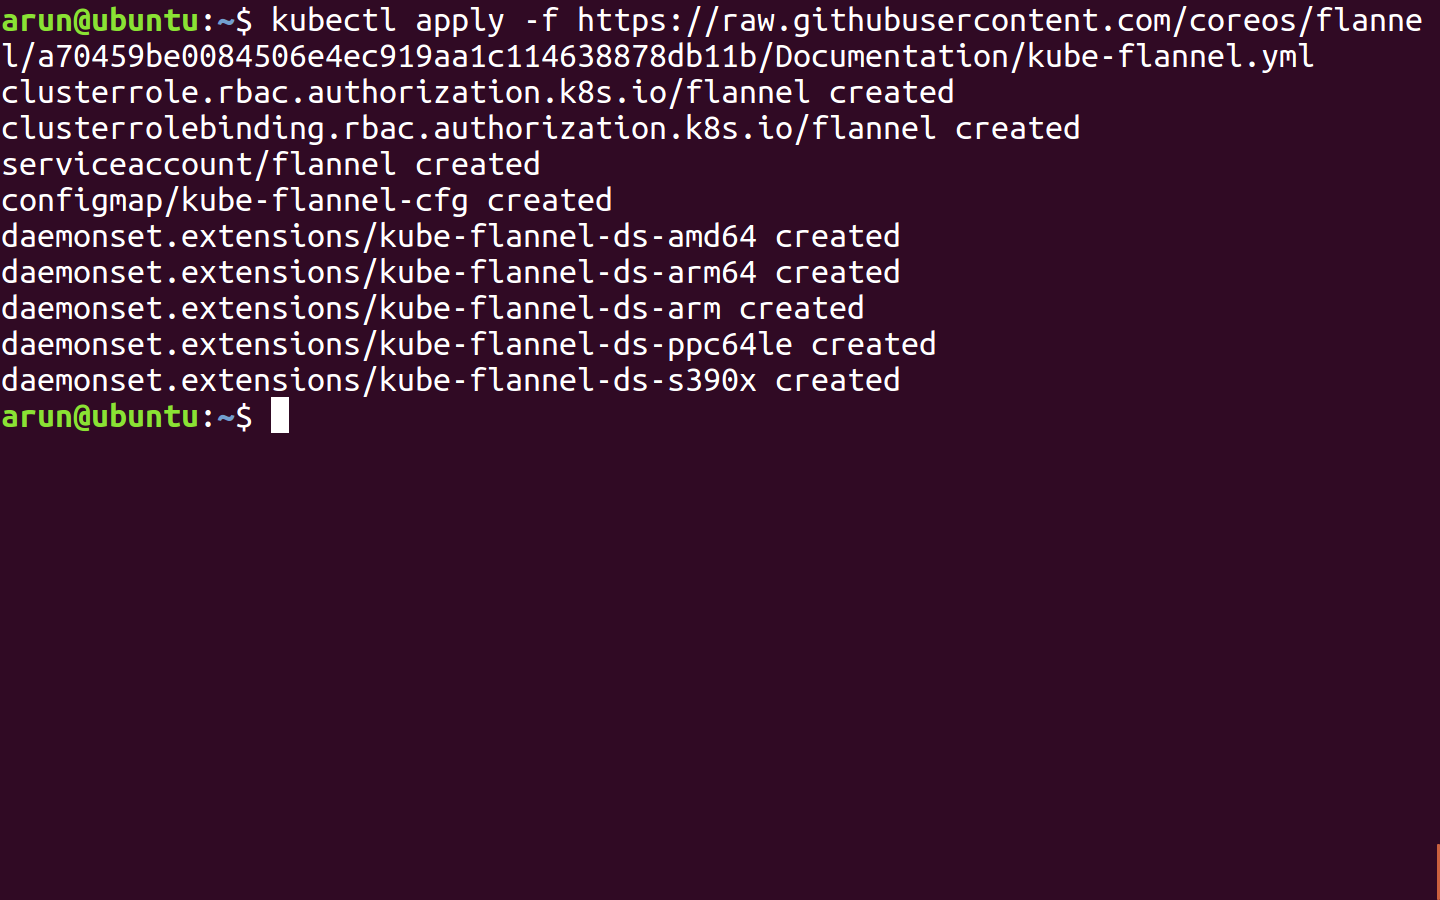 arun@ubuntu:~$ kubectl apply -f https://raw.githubusercontent.com/coreos/flanne
l/a70459be0084506e4ec919aa1c114638878db11b/Documentation/kube-flannel.yml
clusterrole.rbac.authorization.k8s.io/flannel created
clusterrolebinding.rbac.authorization.k8s.io/flannel created
serviceaccount/flannel created
configmap/kube-flannel-cfg created
daemonset.extensions/kube-flannel-ds-amd64 created
daemonset.extensions/kube-flannel-ds-arm64 created
daemonset.extensions/kube-flannel-ds-arm created
daemonset.extensions/kube-flannel-ds-ppc64le created
daemonset.extensions/kube-flannel-ds-s390x created
arun@ubuntu:~$